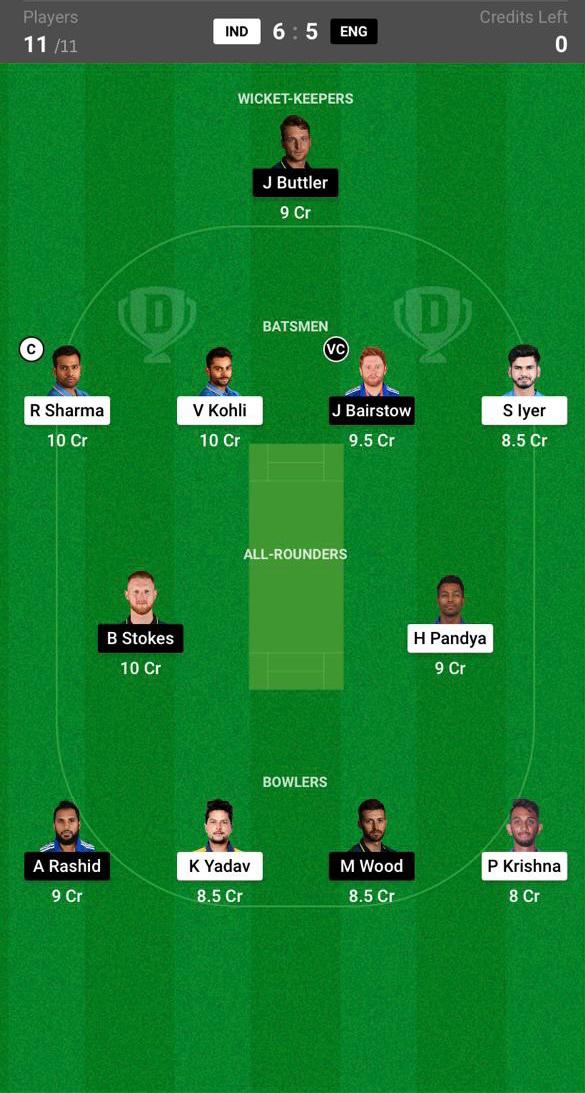 Players
Credits Left
11 /11
IND 6 : 5 ENG
0
WICKET-KEEPERS
J Buttler
9 Cr
D D
BATSMEN
C VC
R Sharma V Kohli J Bairstow S Iyer
10 Cr 10 Cr 9.5 Cr 8.5 Cr
ALL-ROUNDERS
B Stokes H Pandya
10 Cr 9 Cr
BOWLERS
A Rashid K Yadav M Wood P Krishna
9 Cr 8.5 Cr 8.5 Cr 8 Cr